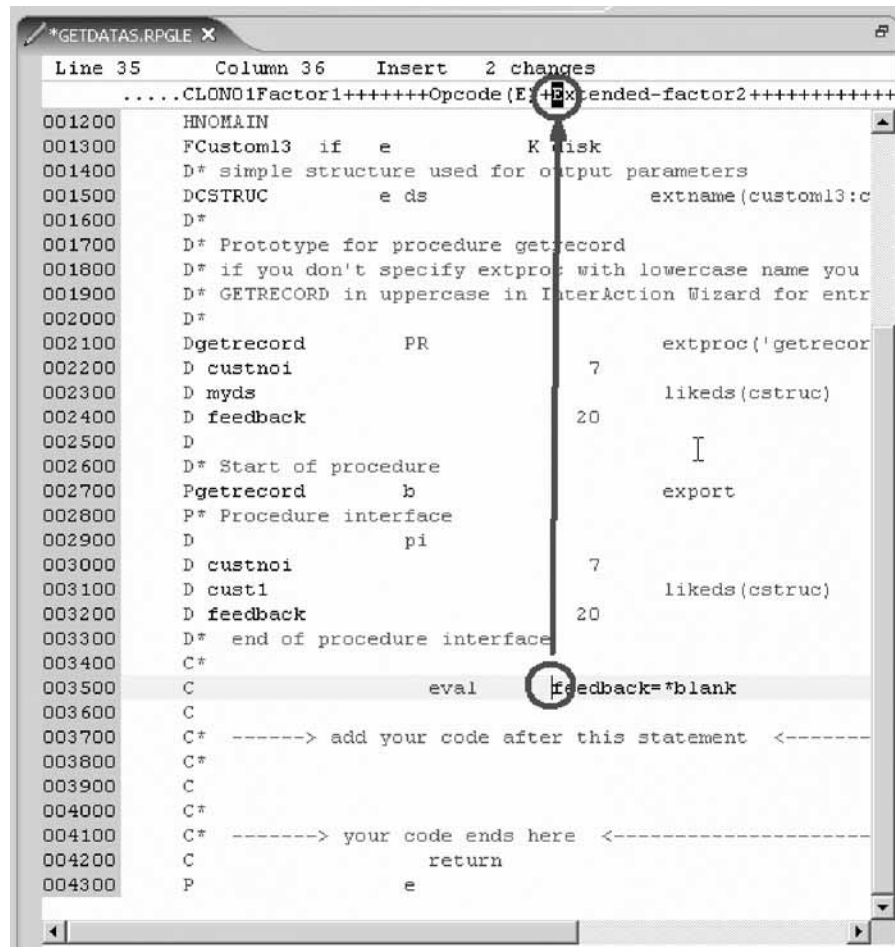 *GETDATAS.RPGLE X
Line 35 Column 36 Insert 2 changes
.....CL0N01Factor1+++++++Opcode(E)+Extended-factor2++++++++++++
001200 HNOMAIN
001300 FCustom13 if e K disk
001400 D* simple structure used for output parameters
001500 DCSTRUC e ds extname(custom13:c
001600 D*
001700 D* Prototype for procedure getrecord
001800 D* if you don't specify extproc with lowercase name you
001900 D* GETRECORD in uppercase in InterAction Wizard for entr
002000 D*
002100 Dgetrecord PR extproc('getrecor
002200 D custnoi 7
002300 D myds likeds(cstruc)
002400 D feedback 20
002500 D
002600 D* Start of procedure
002700 Pgetrecord b export
002800 P* Procedure interface
002900 D pi
003000 D custnoi 7
003100 D cust1 likeds(cstruc)
003200 D feedback 20
003300 D* end of procedure interface
003400 C*
003500 C eval feedback=*blank
003600 C
003700 C* ------> add your code after this statement <-------
003800 C*
003900 C
004000 C*
004100 C* -------> your code ends here <---------------------
004200 C return
004300 P e